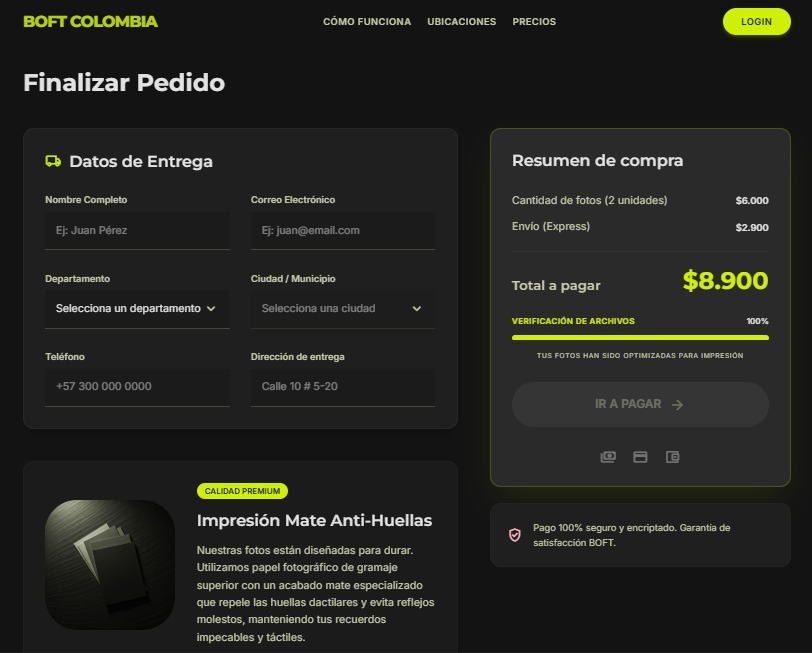 BOFT COLOMBIA
CÓMO FUNCIONA
UBICACIONES
PRECIOS
LOGIN
Finalizar Pedido
Datos de Entrega
Nombre Completo
Correo Electrónico
Ej: Juan Pérez
Ej: juan@email.com
Departamento
Ciudad / Municipio
Selecciona un departamento
Selecciona una ciudad
Teléfono
Dirección de entrega
+57 300 000 0000
Calle 10 # 5-20
Resumen de compra
Cantidad de fotos (2 unidades) $6.000
Envío (Express) $2.900
Total a pagar $8.900
VERIFICACIÓN DE ARCHIVOS 100%
TUS FOTOS HAN SIDO OPTIMIZADAS PARA IMPRESIÓN
IR A PAGAR
Pago 100% seguro y encriptado. Garantía de
satisfacción BOFT.
CALIDAD PREMIUM
Impresión Mate Anti-Huellas
Nuestras fotos están diseñadas para durar.
Utilizamos papel fotográfico de gramaje
superior con un acabado mate especializado
que repele las huellas dactilares y evita reflejos
molestos, manteniendo tus recuerdos
impecables y táctiles.